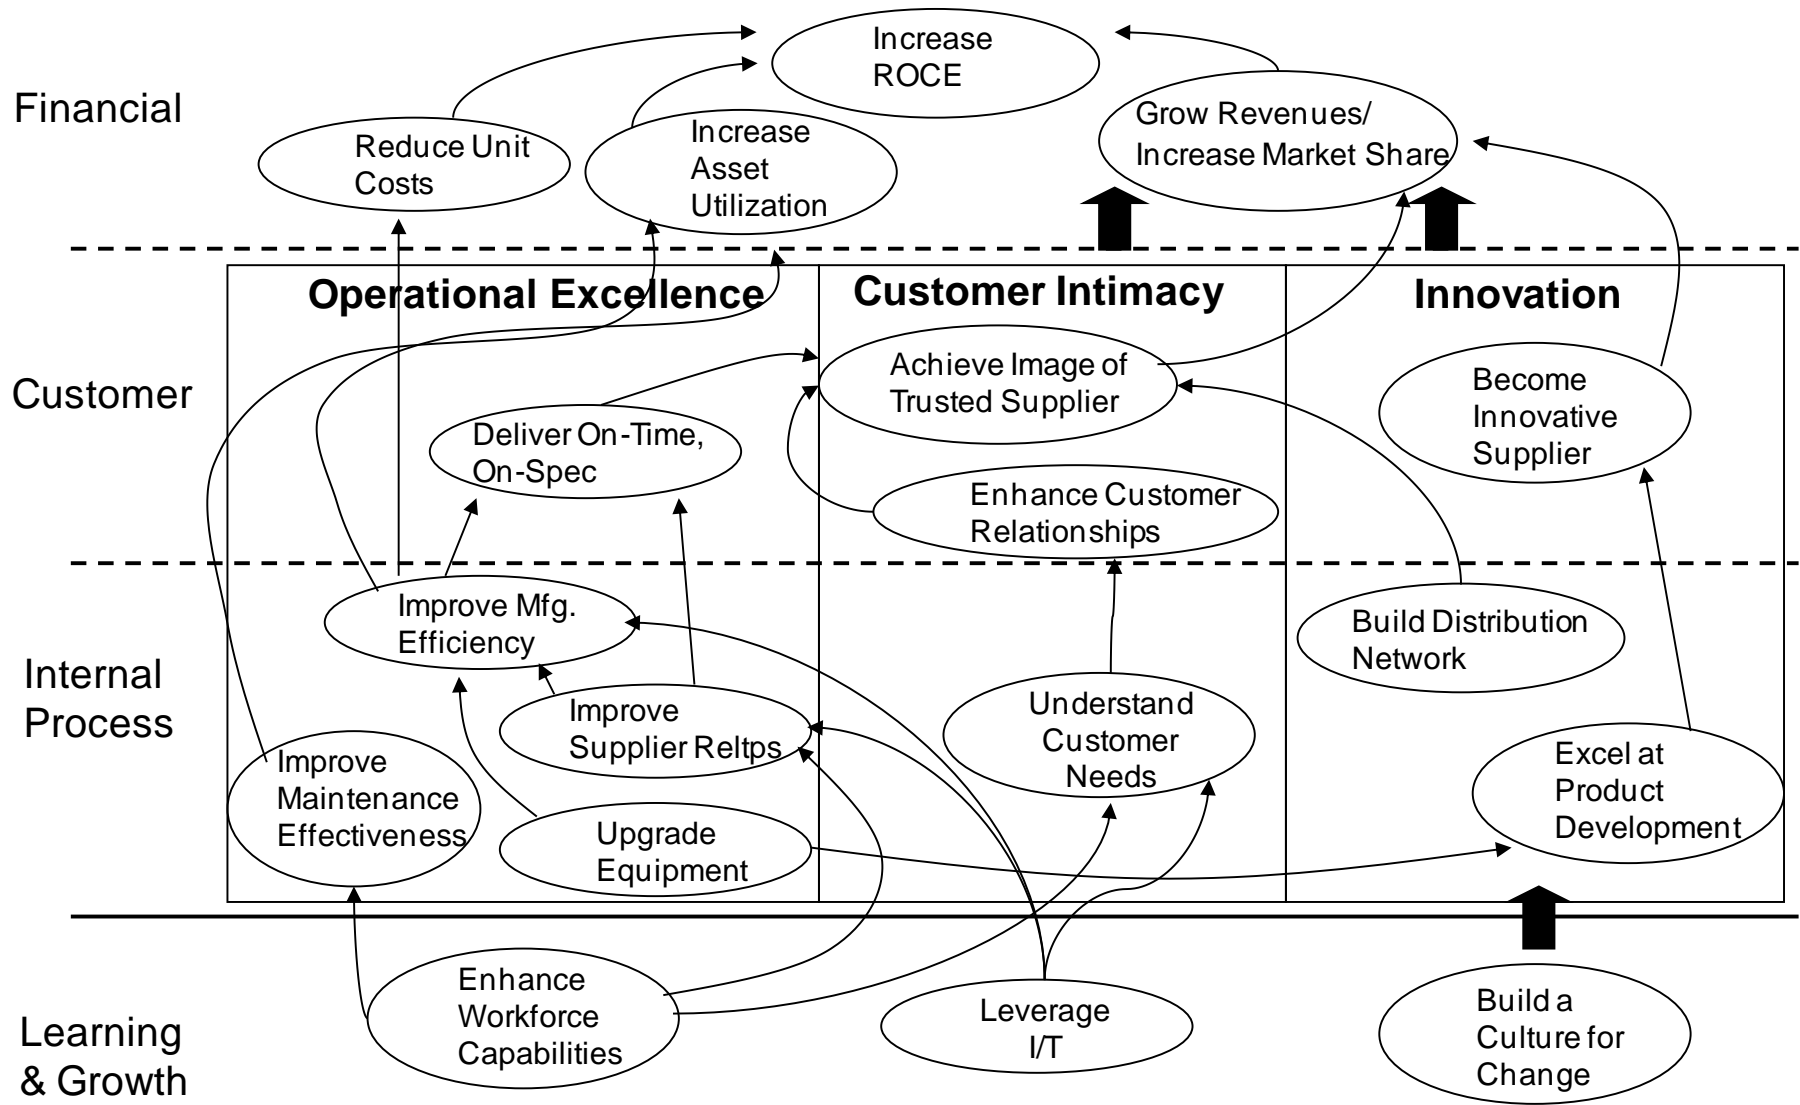 Increase
ROCE
Financial
Grow Revenues/
Increase Market Share
Reduce Unit
Costs
Increase
Asset
Utilization
Operational Excellence
Customer Intimacy
Innovation
Customer
Achieve Image of
Trusted Supplier
Become
Innovative
Supplier
Deliver On-Time,
On-Spec
Enhance Customer
Relationships
Internal
Process
Improve Mfg.
Efficiency
Build Distribution
Network
Improve
Supplier Reltps
Understand
Customer
Needs
Improve
Maintenance
Effectiveness
Excel at
Product
Development
Upgrade
Equipment
Learning
& Growth
Enhance
Workforce
Capabilities
Leverage
I/T
Build a
Culture for
Change